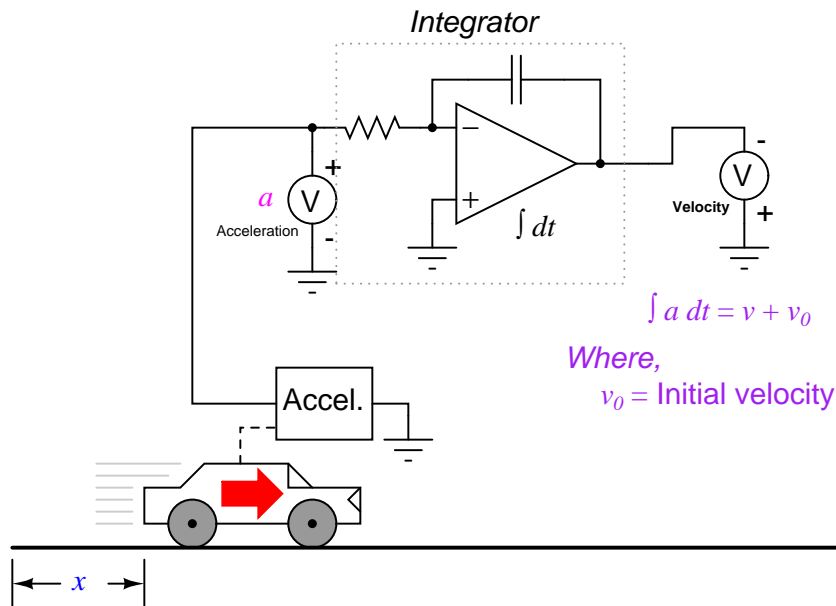 Integrator
+
−
V
a
Acceleration
-
+
∫ dt
-
V
Velocity
+
∫ a dt = v + v₀
Where,
v₀ = Initial velocity
Accel.
x